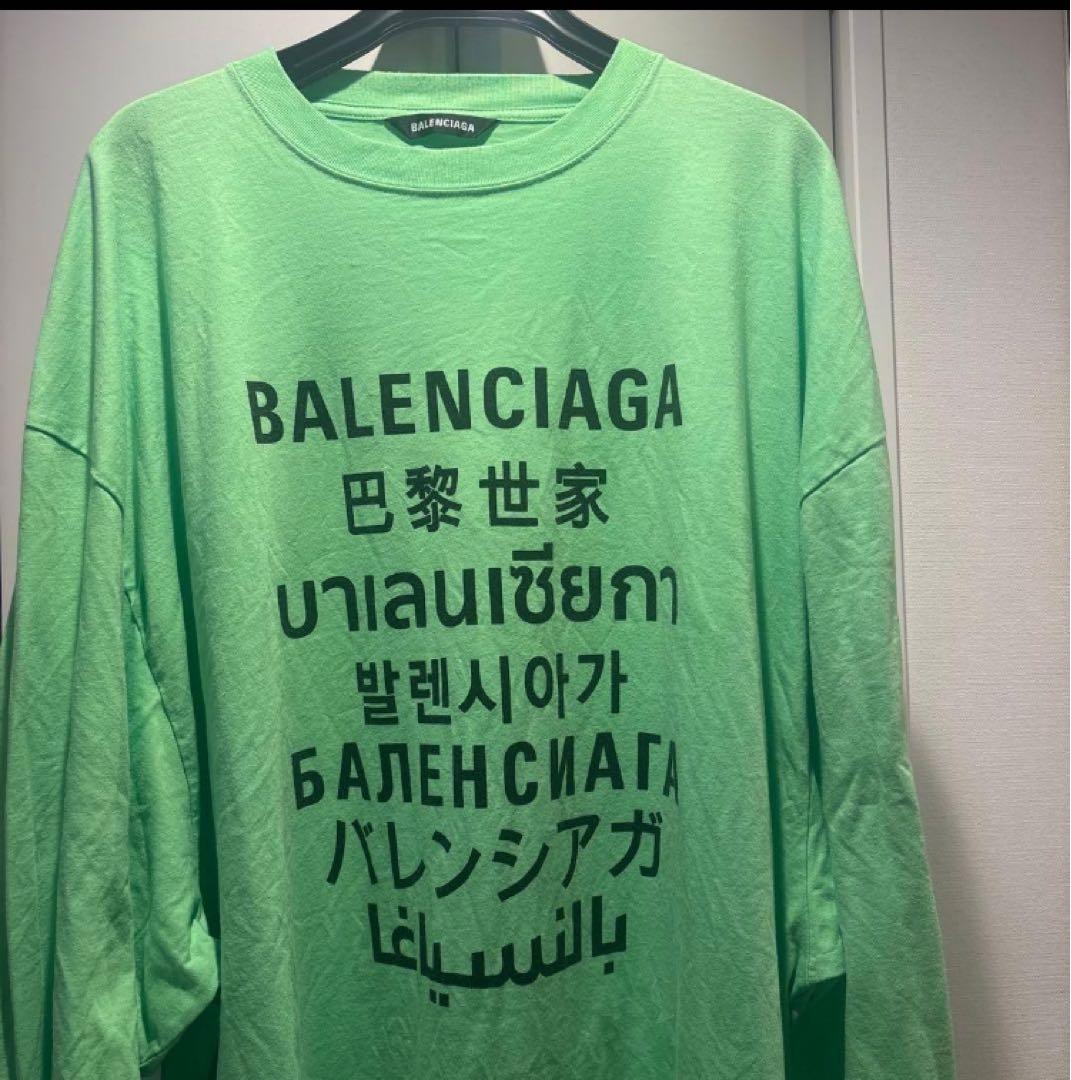 BALENCIAGA
BALENCIAGA
巴黎世家
บาเลนเซียกา
발렌시아가
БАЛЕНСИАГА
バレンシアガ
بالنسياغا